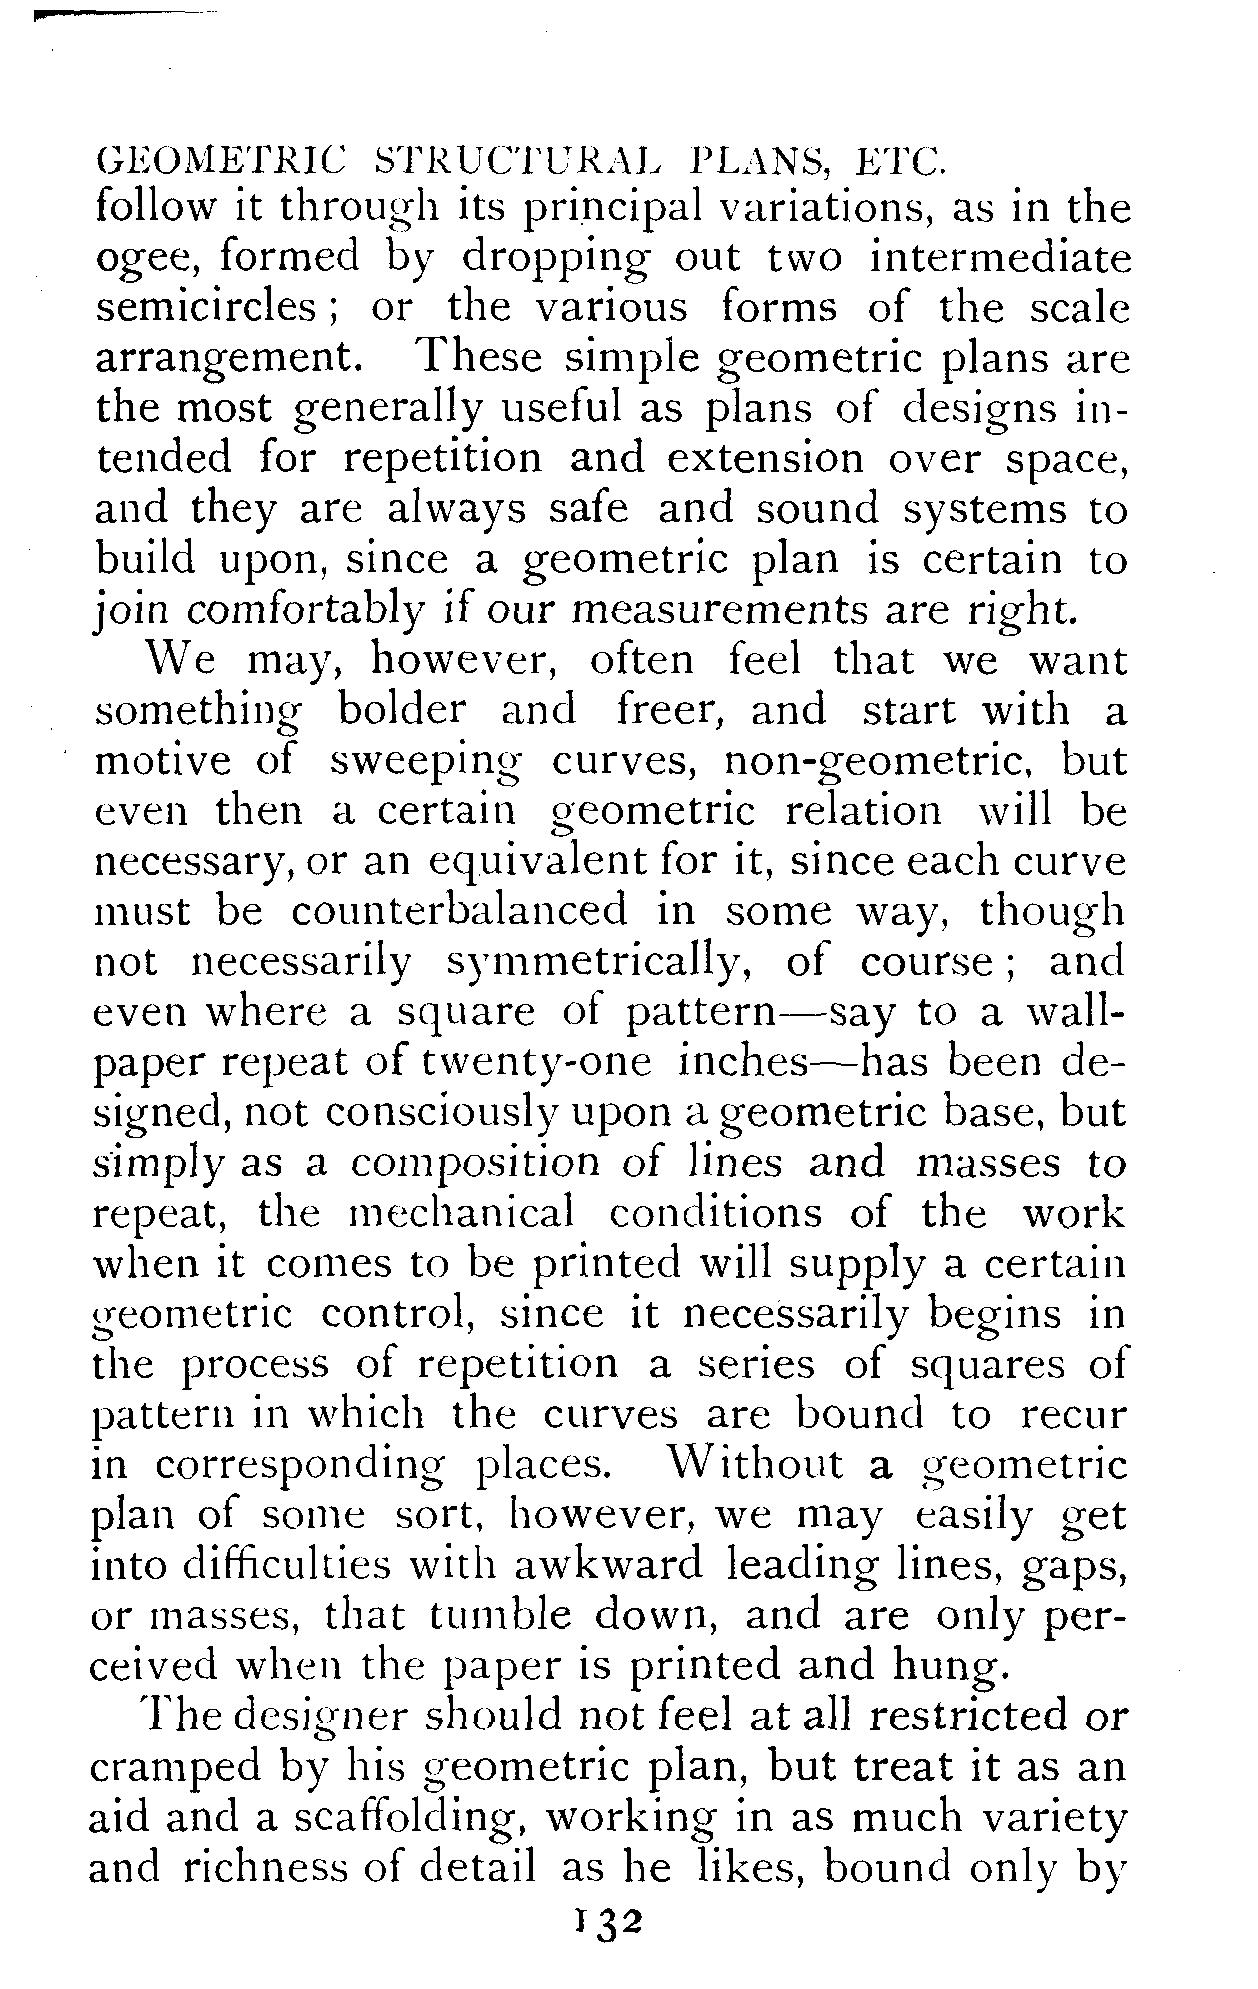 GEOMETRIC STRUCTURAL PLANS, ETC.
follow it through its principal variations, as in the
ogee, formed by dropping out two intermediate
semicircles ; or the various forms of the scale
arrangement. These simple geometric plans are
the most generally useful as plans of designs in-
tended for repetition and extension over space,
and they are always safe and sound systems to
build upon, since a geometric plan is certain to
join comfortably if our measurements are right.
We may, however, often feel that we want
something bolder and freer, and start with a
motive of sweeping curves, non-geometric, but
even then a certain geometric relation will be
necessary, or an equivalent for it, since each curve
must be counterbalanced in some way, though
not necessarily symmetrically, of course ; and
even where a square of pattern—say to a wall-
paper repeat of twenty-one inches—has been de-
signed, not consciously upon a geometric base, but
simply as a composition of lines and masses to
repeat, the mechanical conditions of the work
when it comes to be printed will supply a certain
geometric control, since it necessarily begins in
the process of repetition a series of squares of
pattern in which the curves are bound to recur
in corresponding places. Without a geometric
plan of some sort, however, we may easily get
into difficulties with awkward leading lines, gaps,
or masses, that tumble down, and are only per-
ceived when the paper is printed and hung.
The designer should not feel at all restricted or
cramped by his geometric plan, but treat it as an
aid and a scaffolding, working in as much variety
and richness of detail as he likes, bound only by
132